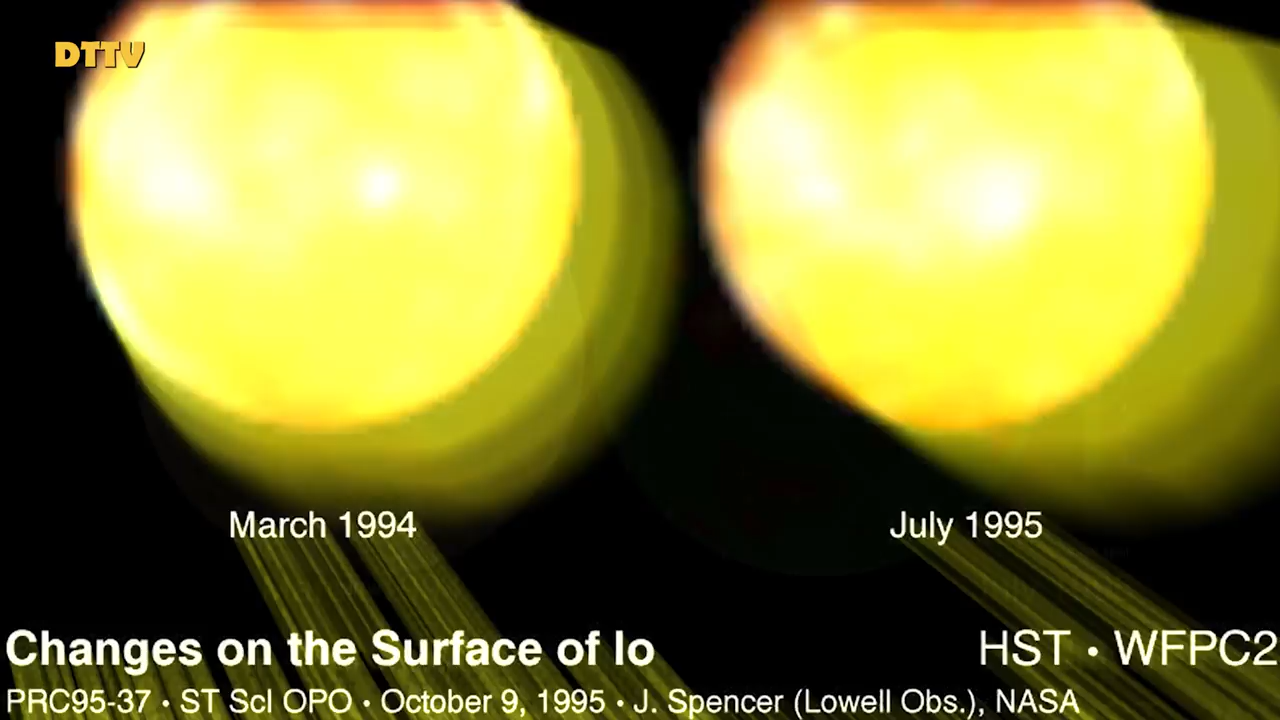 DTTV
March 1994
July 1995
Changes on the Surface of Io
HST • WFPC2
PRC95-37 • ST ScI OPO • October 9, 1995 • J. Spencer (Lowell Obs.), NASA